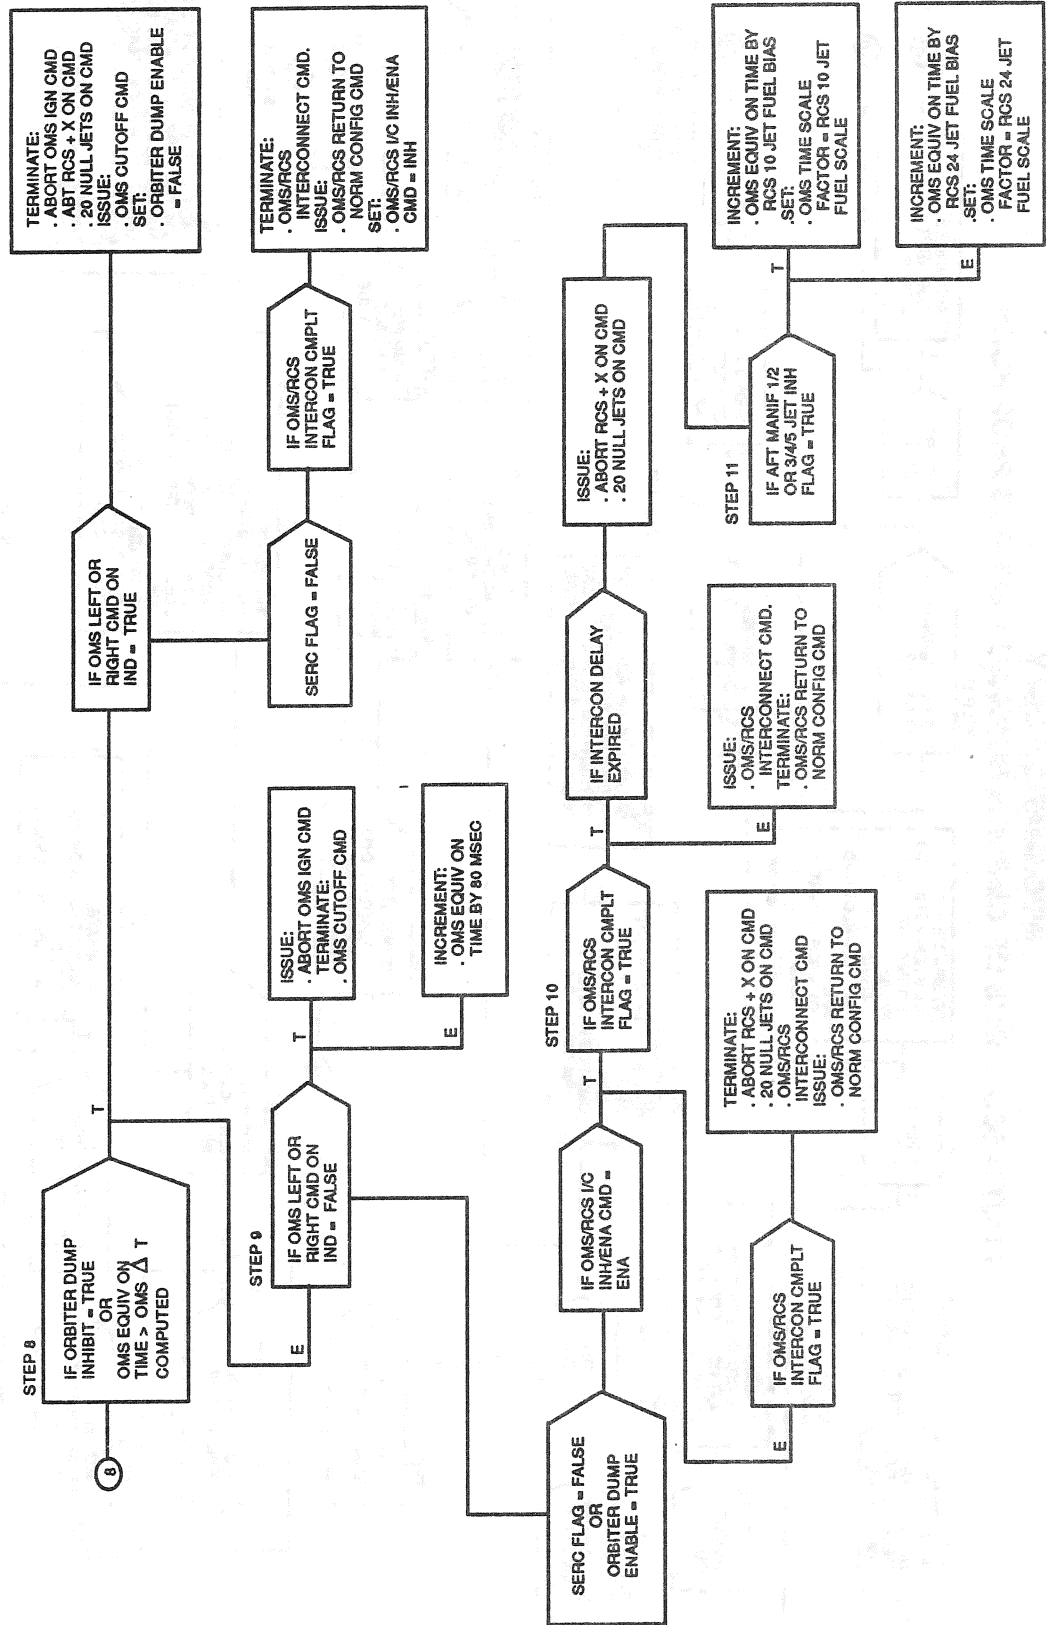 8
STEP 8
IF ORBITER DUMP
INHIBIT = TRUE
OR
OMS EQUIV ON
TIME > OMS Δ T
COMPUTED
T
E
IF OMS LEFT OR
RIGHT CMD ON
IND = TRUE
TERMINATE:
. ABORT OMS IGN CMD
. ABT RCS + X ON CMD
. 20 NULL JETS ON CMD
ISSUE:
. OMS CUTOFF CMD
SET:
. ORBITER DUMP ENABLE
= FALSE
SERC FLAG = FALSE
IF OMS/RCS
INTERCON CMPLT
FLAG = TRUE
TERMINATE:
. OMS/RCS
INTERCONNECT CMD.
ISSUE:
. OMS/RCS RETURN TO
NORM CONFIG CMD
SET:
. OMS/RCS I/C INH/ENA
CMD = INH
STEP 9
IF OMS LEFT OR
RIGHT CMD ON
IND = FALSE
T
ISSUE:
. ABORT OMS IGN CMD
TERMINATE:
. OMS CUTOFF CMD
E
INCREMENT:
. OMS EQUIV ON
TIME BY 80 MSEC
SERC FLAG = FALSE
OR
ORBITER DUMP
ENABLE = TRUE
IF OMS/RCS I/C
INH/ENA CMD =
ENA
T
E
STEP 10
IF OMS/RCS
INTERCON CMPLT
FLAG = TRUE
T
IF INTERCON DELAY
EXPIRED
ISSUE:
. ABORT RCS + X ON CMD
. 20 NULL JETS ON CMD
E
ISSUE:
. OMS/RCS
INTERCONNECT CMD.
TERMINATE:
. OMS/RCS RETURN TO
NORM CONFIG CMD
IF OMS/RCS
INTERCON CMPLT
FLAG = TRUE
TERMINATE:
. ABORT RCS + X ON CMD
. 20 NULL JETS ON CMD
. OMS/RCS
INTERCONNECT CMD
ISSUE:
. OMS/RCS RETURN TO
NORM CONFIG CMD
STEP 11
IF AFT MANIF 1/2
OR 3/4/5 JET INH
FLAG = TRUE
T
INCREMENT:
. OMS EQUIV ON TIME BY
RCS 10 JET FUEL BIAS
.SET:
. OMS TIME SCALE
FACTOR = RCS 10 JET
FUEL SCALE
E
INCREMENT:
. OMS EQUIV ON TIME BY
RCS 24 JET FUEL BIAS
.SET:
. OMS TIME SCALE
FACTOR = RCS 24 JET
FUEL SCALE